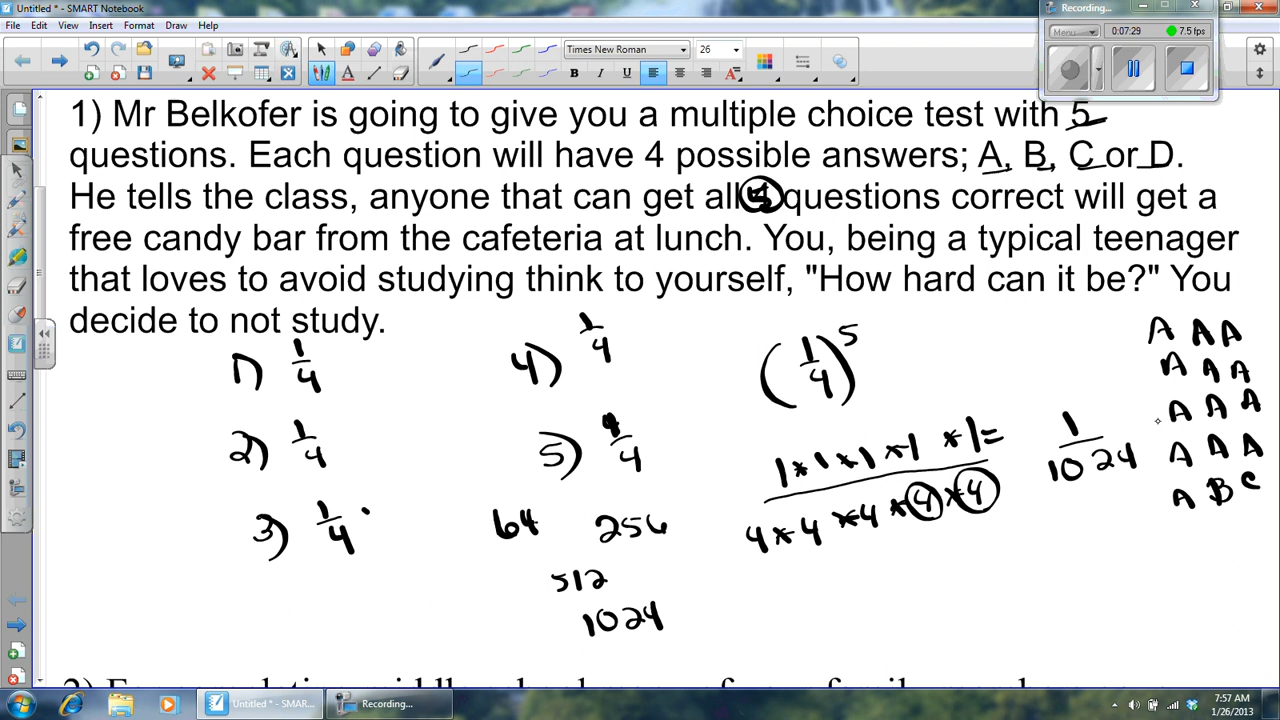 Untitled * - SMART Notebook
Recording...
File Edit View Insert Format Draw Help
Menu 0:07:29 7.5 fps
Times New Roman 26
B I U A
1) Mr Belkofer is going to give you a multiple choice test with 5
questions. Each question will have 4 possible answers; A, B, C or D.
He tells the class, anyone that can get all 5 questions correct will get a
free candy bar from the cafeteria at lunch. You, being a typical teenager
that loves to avoid studying think to yourself, "How hard can it be?" You
decide to not study.
1) 1/4
2) 1/4
3) 1/4
4) 1/4
5) 1/4
64 256
512
1024
(1/4)^5
1*1*1*1*1=
4*4*4*4*4
1/1024
A A A
A A A
A A A
A A A
A B C
Untitled * - SMAR...
Recording...
7:57 AM
1/26/2013